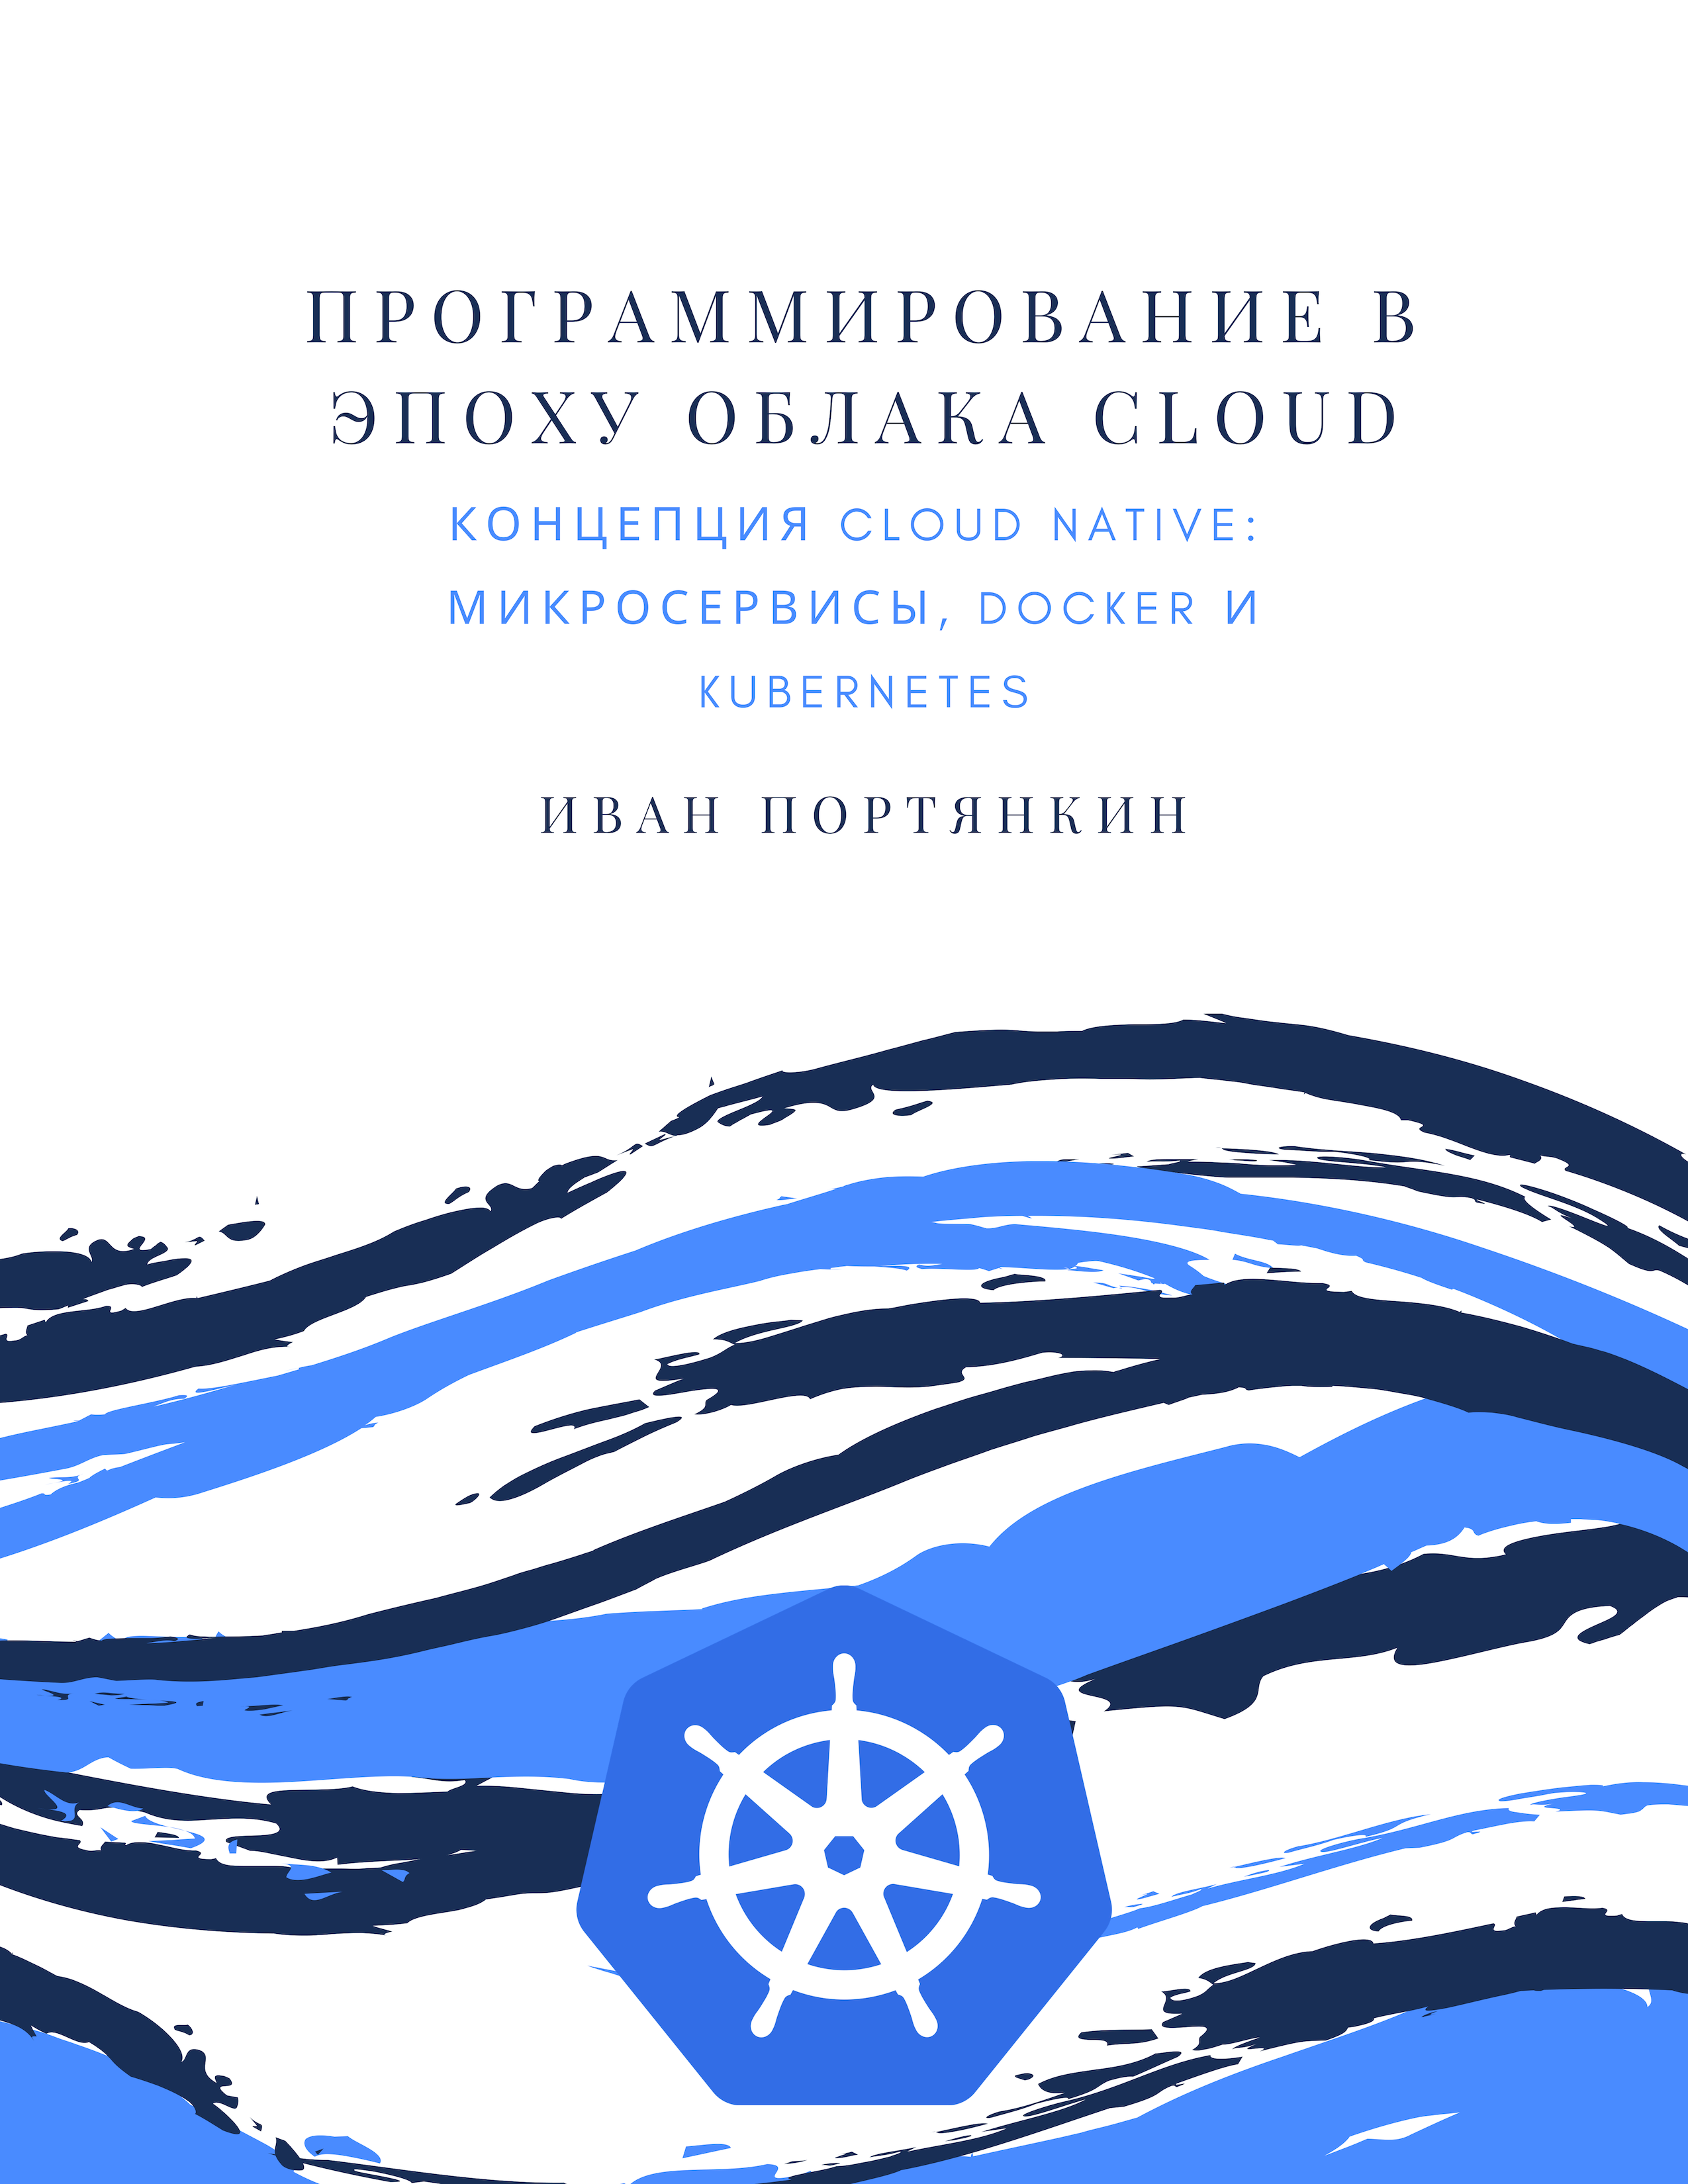 ПРОГРАММИРОВАНИЕ В
ЭПОХУ ОБЛАКА CLOUD
КОНЦЕПЦИЯ CLOUD NATIVE:
МИКРОСЕРВИСЫ, DOCKER И
KUBERNETES
ИВАН ПОРТЯНКИН